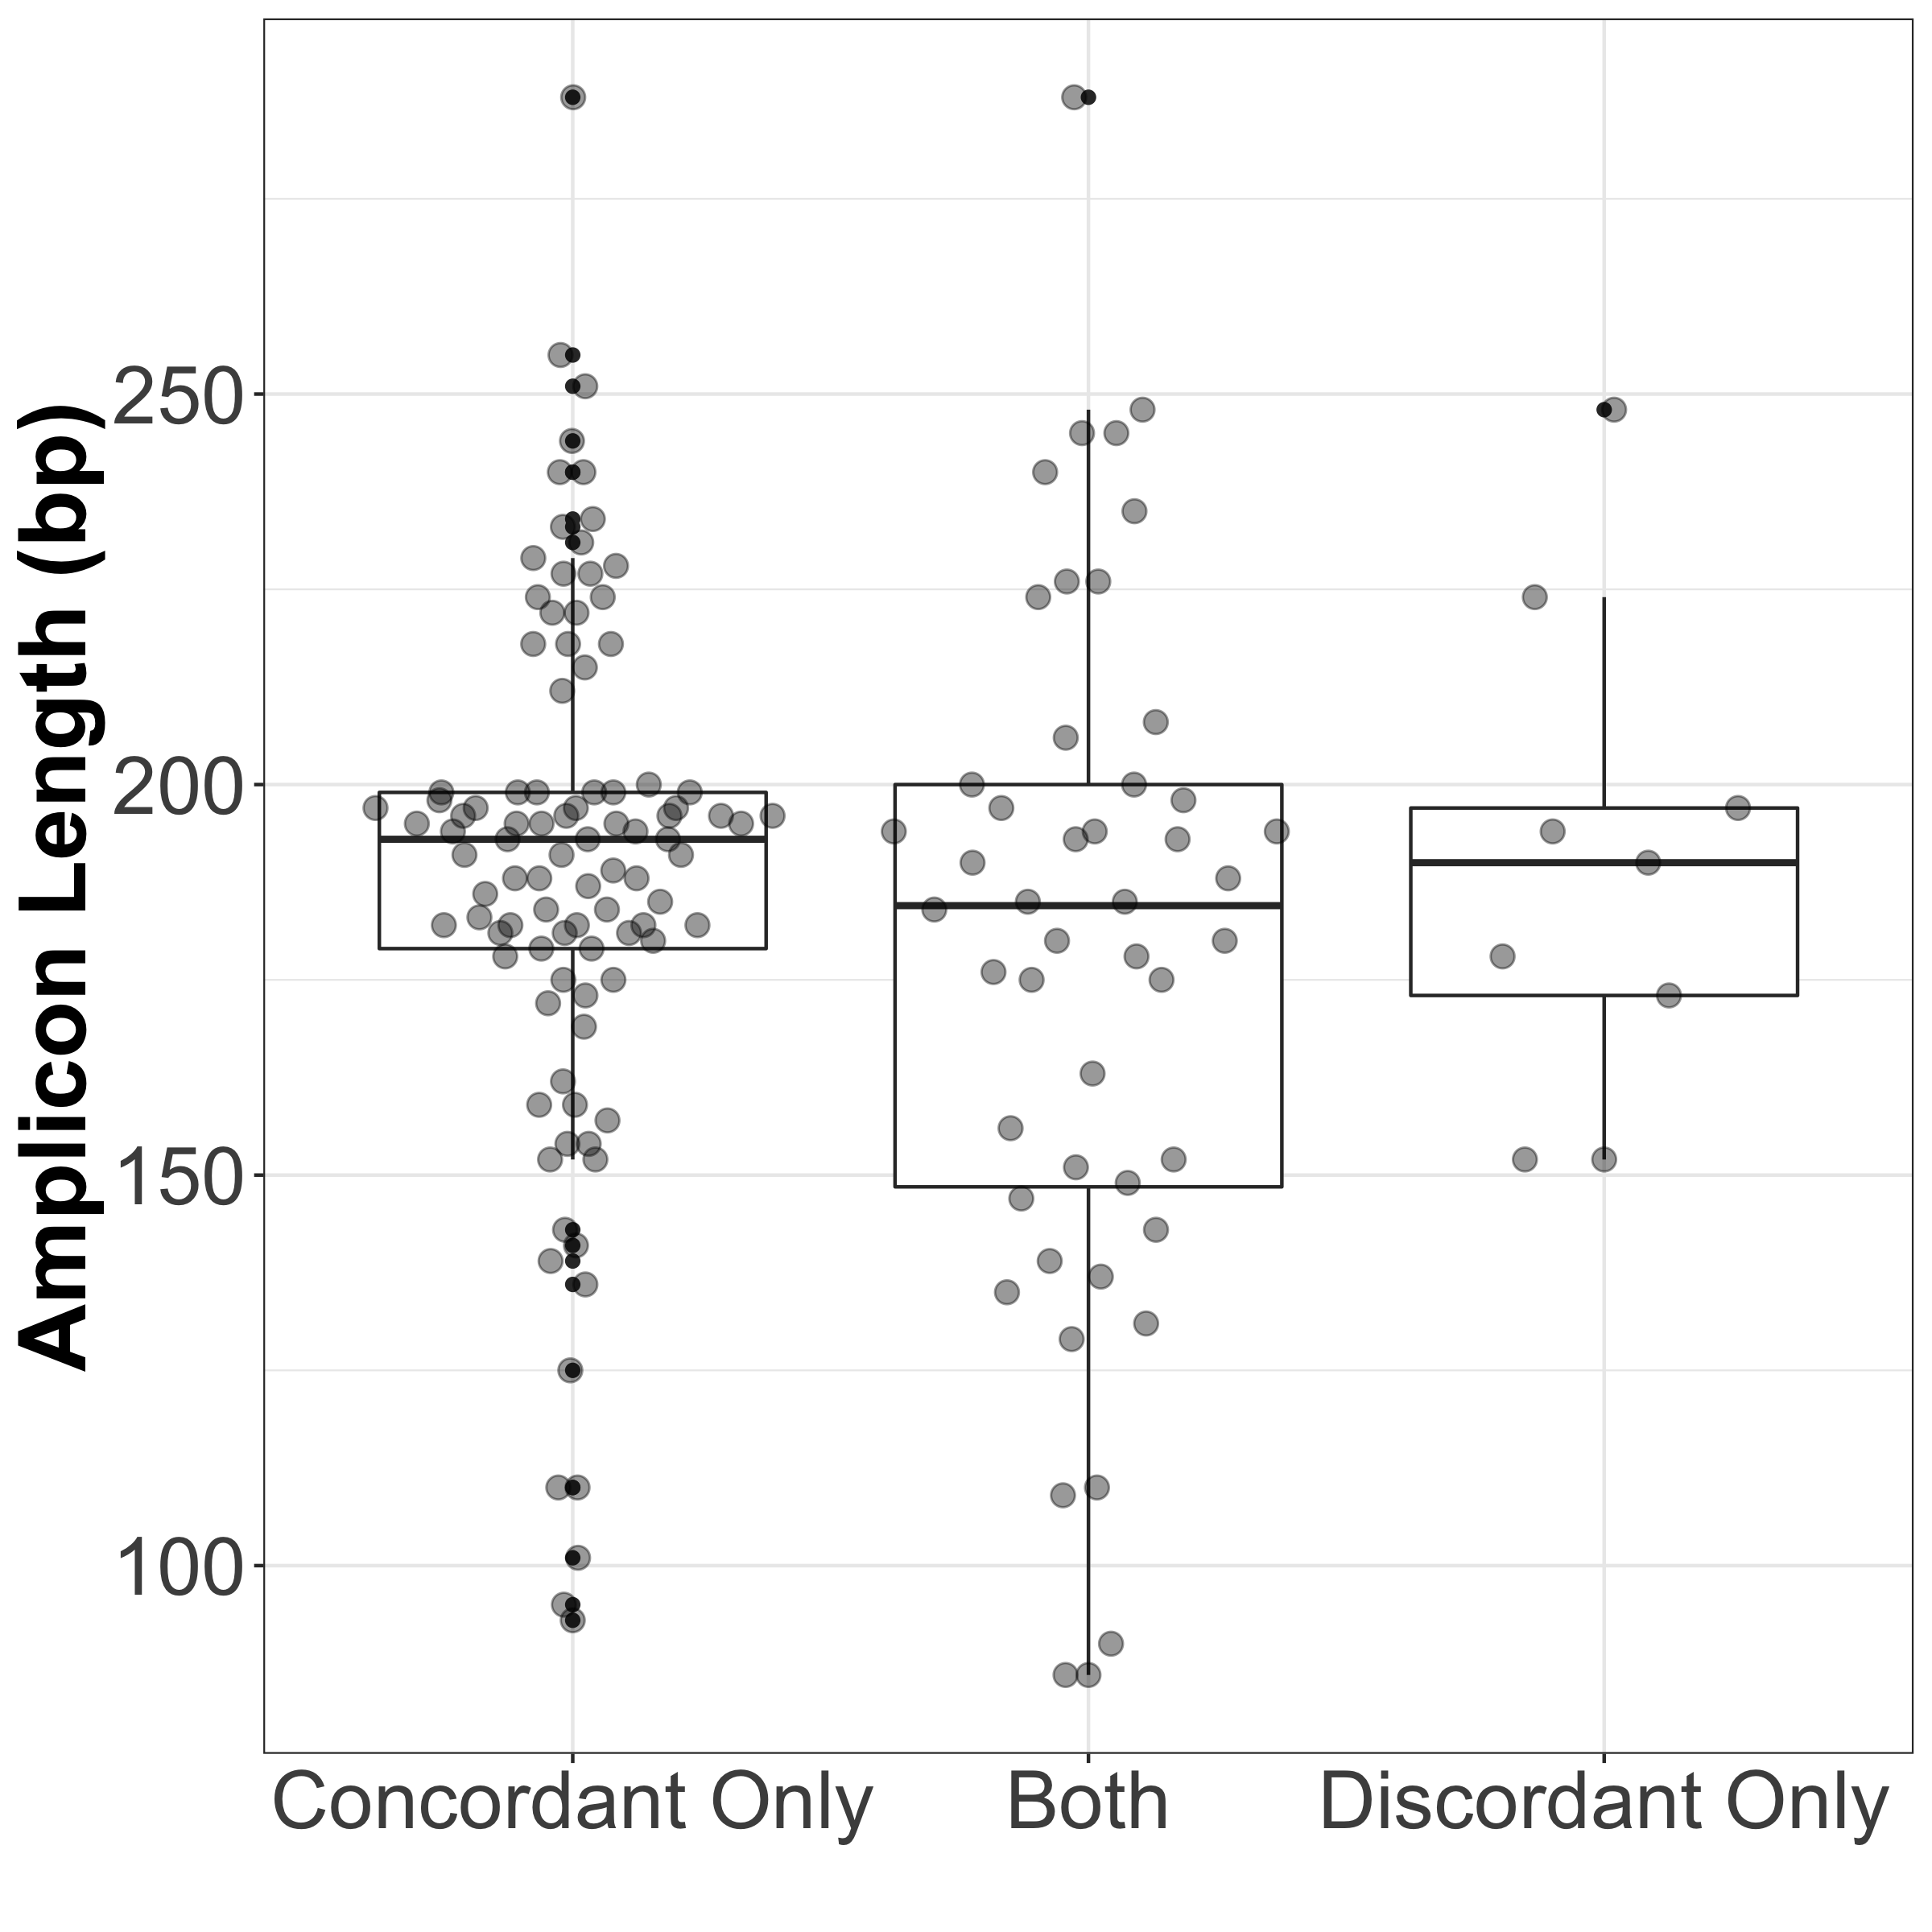 Amplicon Length (bp)
250
200
150
100
Concordant Only
Both
Discordant Only